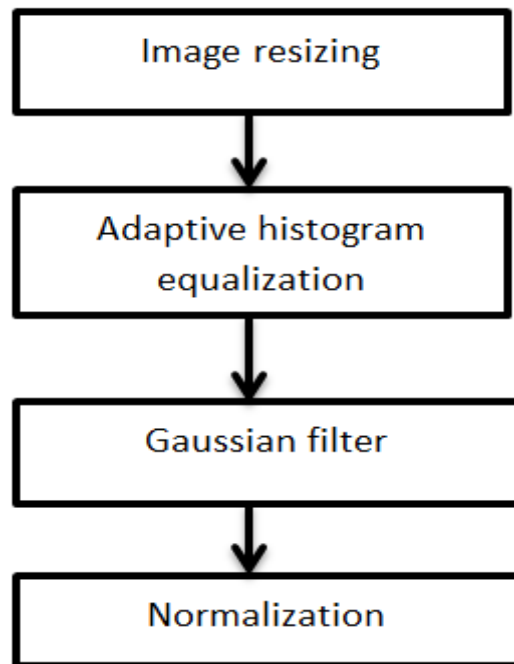 Image resizing
Adaptive histogram
equalization
Gaussian filter
Normalization